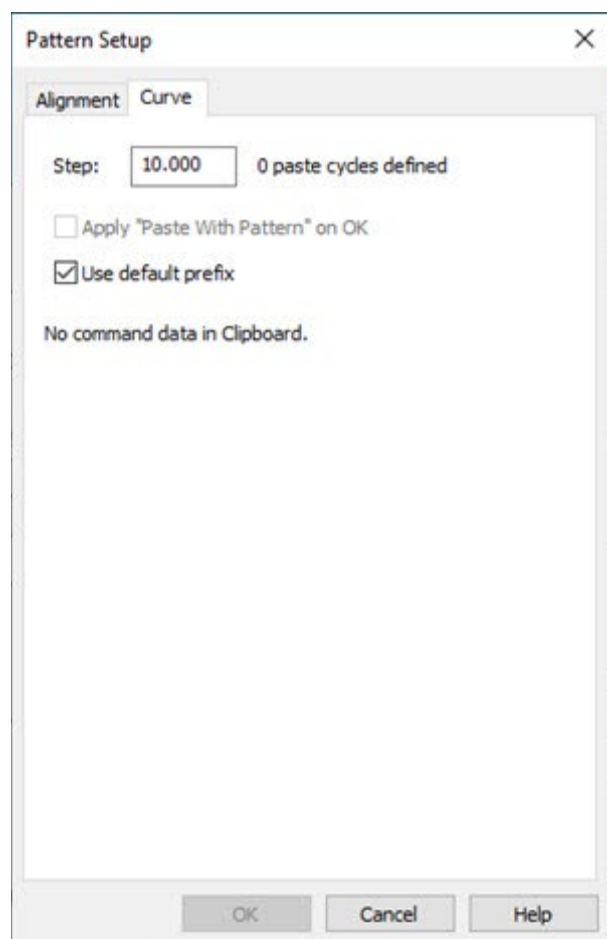 Pattern Setup
Alignment Curve
Step: 10.000 0 paste cycles defined
Apply "Paste With Pattern" on OK
Use default prefix
No command data in Clipboard.
OK Cancel Help